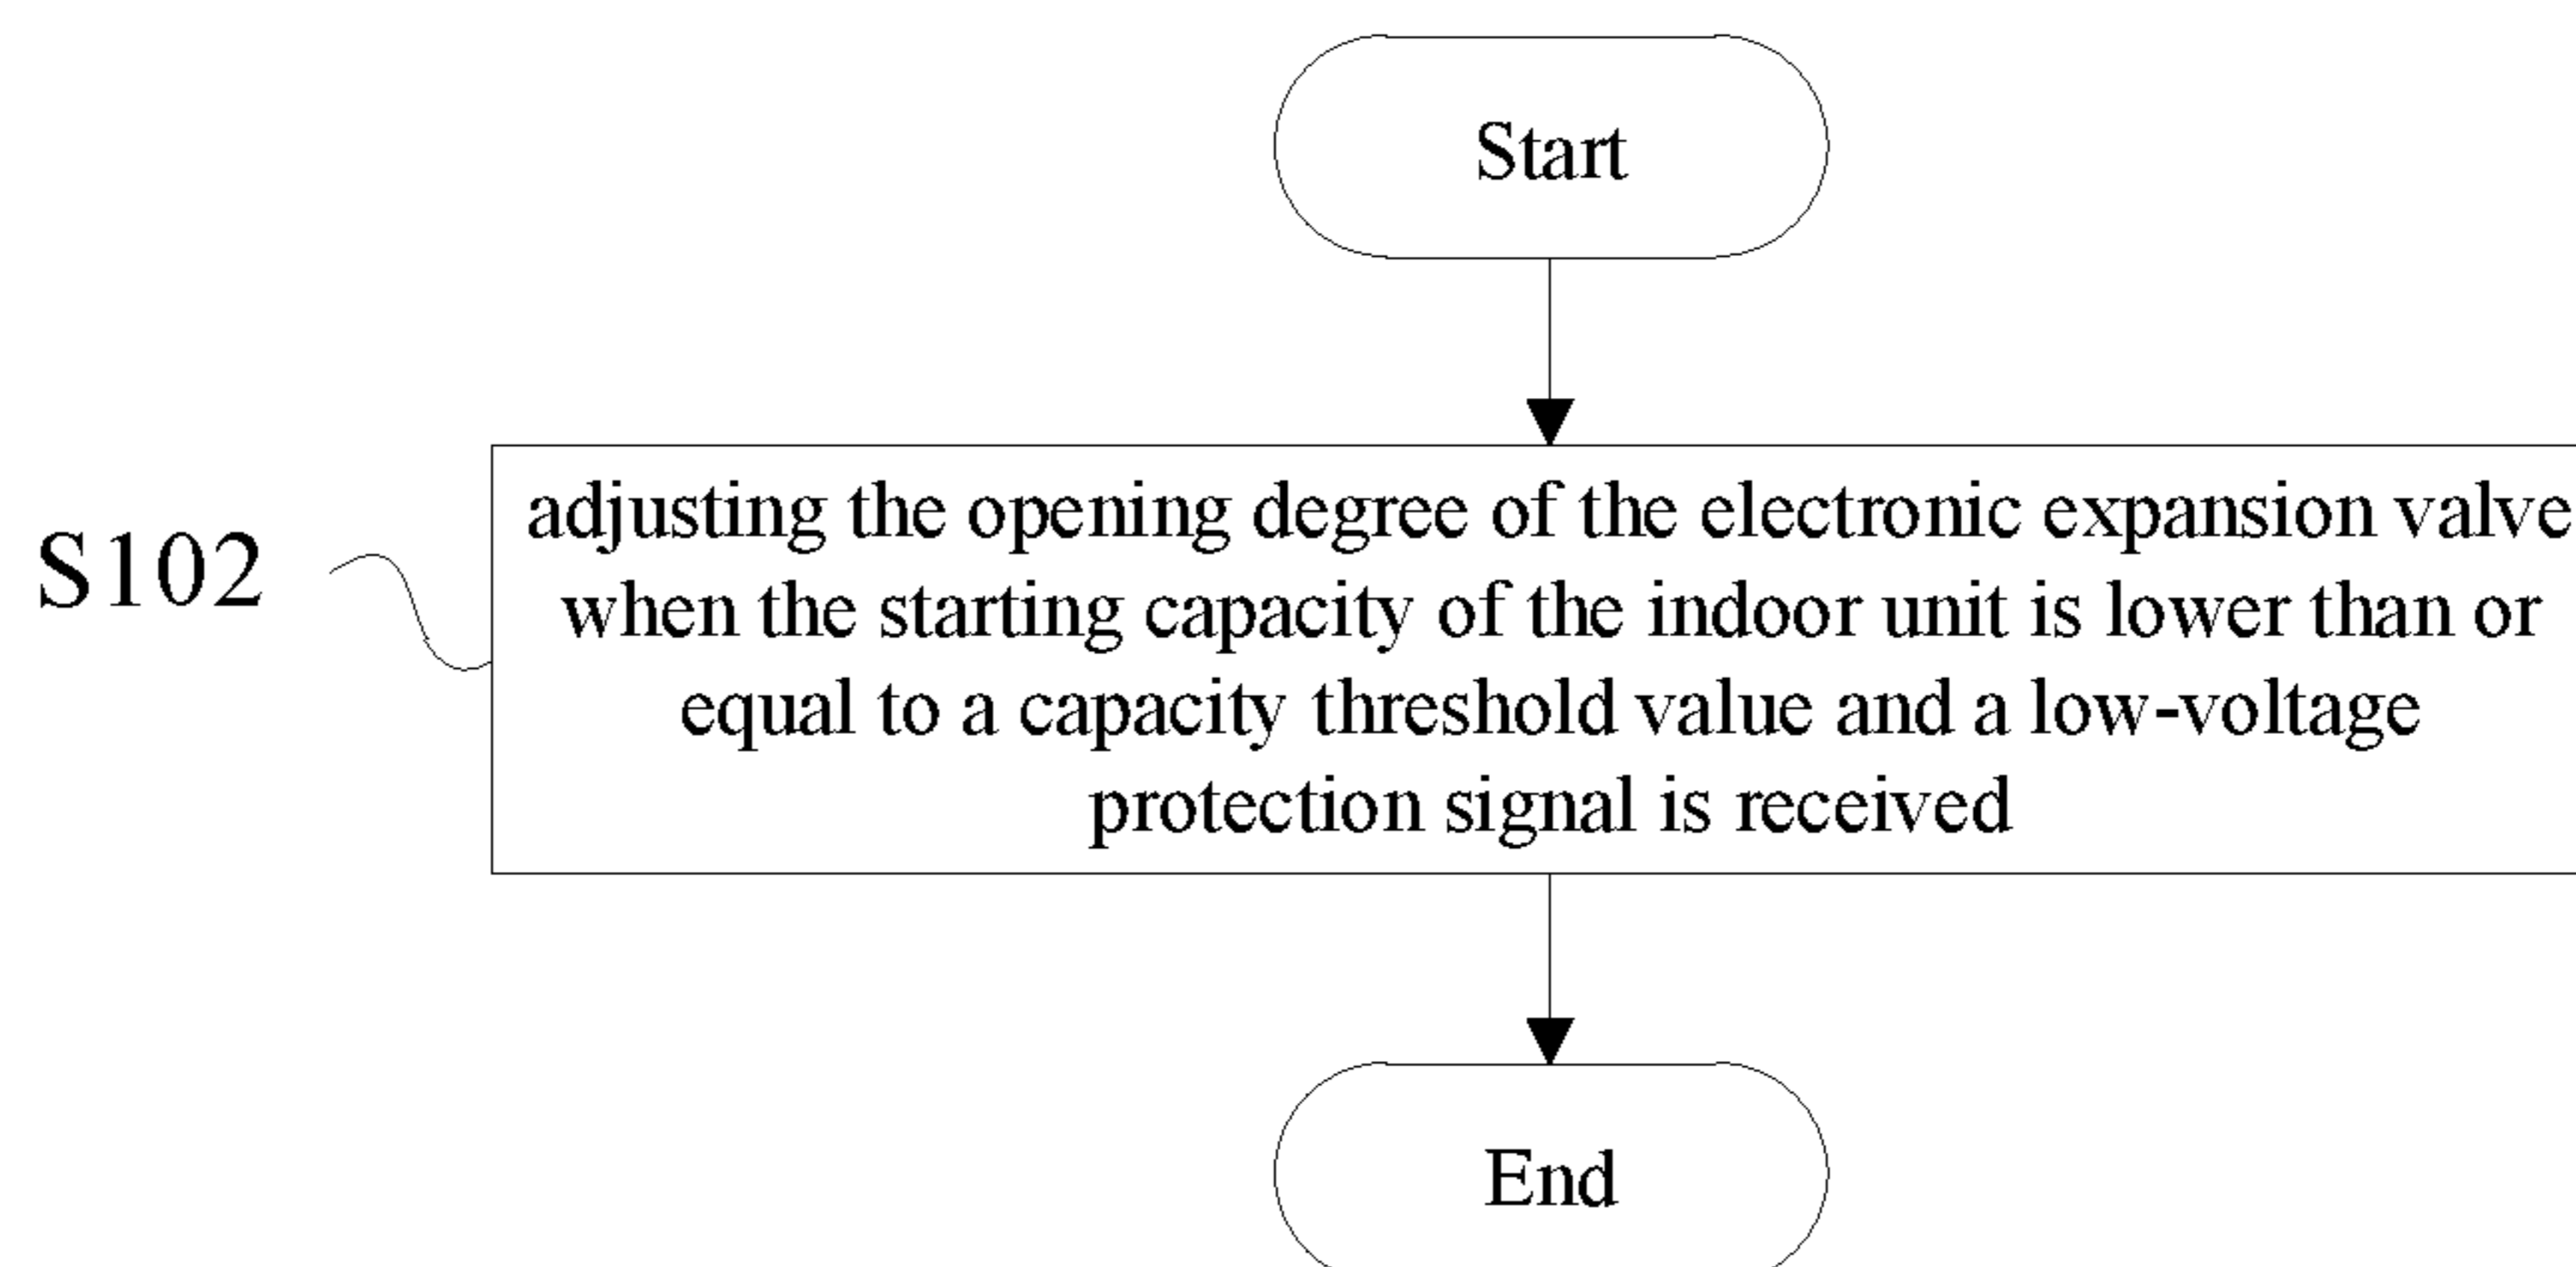 Start
S102
adjusting the opening degree of the electronic expansion valve
when the starting capacity of the indoor unit is lower than or
equal to a capacity threshold value and a low-voltage
protection signal is received
End